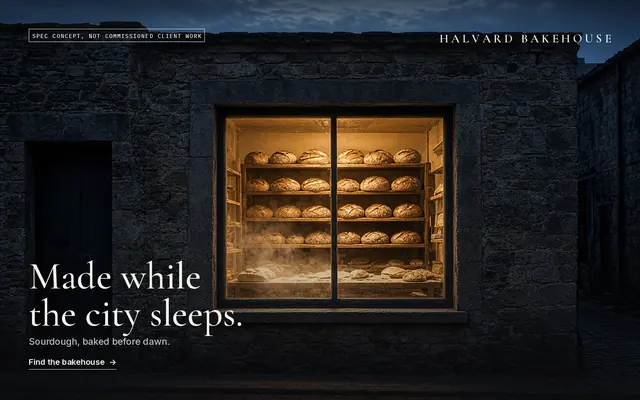 SPEC CONCEPT, NOT COMMISSIONED CLIENT WORK
HALVARD BAKEHOUSE
Made while
the city sleeps.
Sourdough, baked before dawn.
Find the bakehouse →